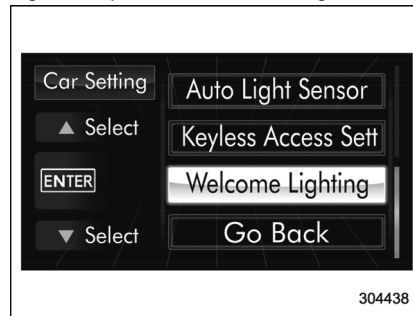 Car Setting
▲ Select
ENTER
▼ Select
Auto Light Sensor
Keyless Access Sett
Welcome Lighting
Go Back
304438